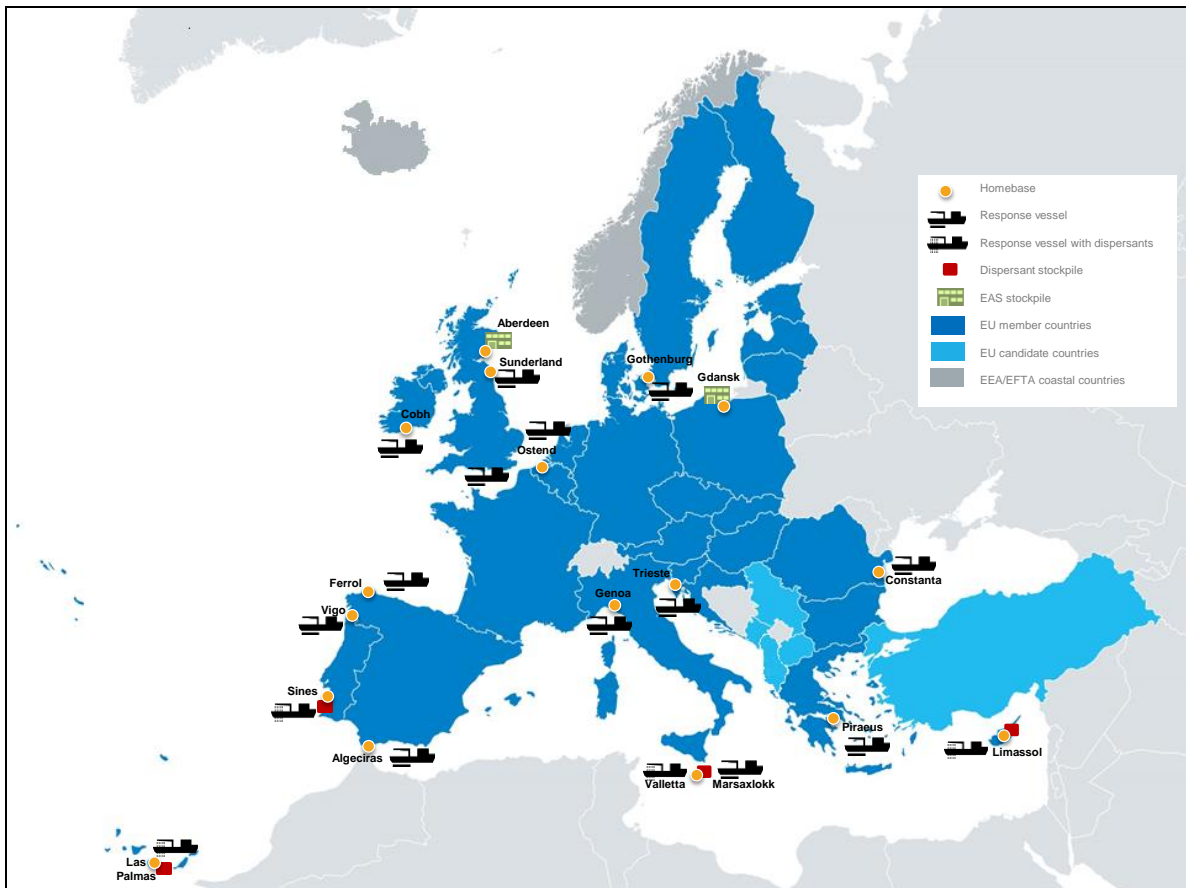 Homebase
Response vessel
Response vessel with dispersants
Dispersant stockpile
EAS stockpile
EU member countries
EU candidate countries
EEA/EFTA coastal countries
Aberdeen
Sunderland
Gothenburg
Gdansk
Cobh
Ostend
Ferrol
Trieste
Constanta
Genoa
Vigo
Sines
Piraeus
Algeciras
Limassol
Valletta
Marsaxlokk
Las
Palmas